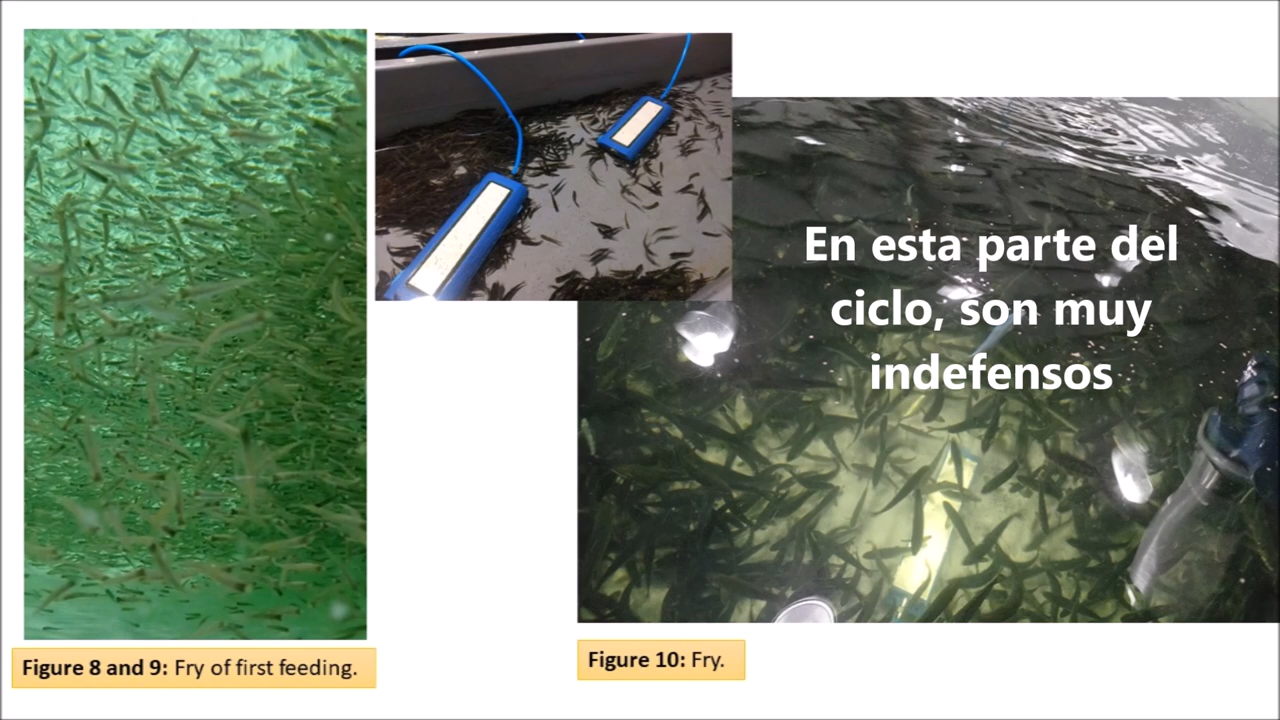 En esta parte del
ciclo, son muy
indefensos
Figure 8 and 9: Fry of first feeding.
Figure 10: Fry.